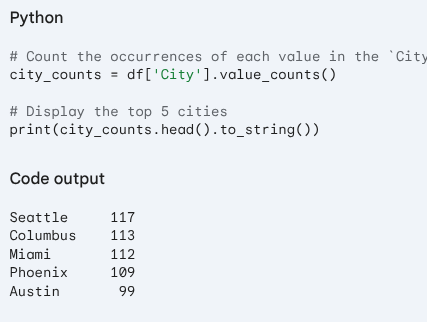 Python
# Count the occurrences of each value in the `City
city_counts = df['City'].value_counts()
# Display the top 5 cities
print(city_counts.head().to_string())
Code output
Seattle 117
Columbus 113
Miami 112
Phoenix 109
Austin 99